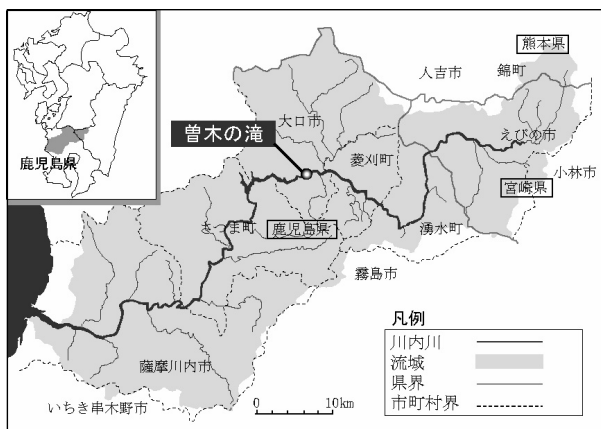 熊本県
人吉市
錦町
大口市
えびの市
曽木の滝
菱刈町
小林市
鹿児島県
宮崎県
さつま町
鹿児島県
湧水町
霧島市
凡例
川内川
流域
県界
市町村界
薩摩川内市
いちき串木野市
0 10km